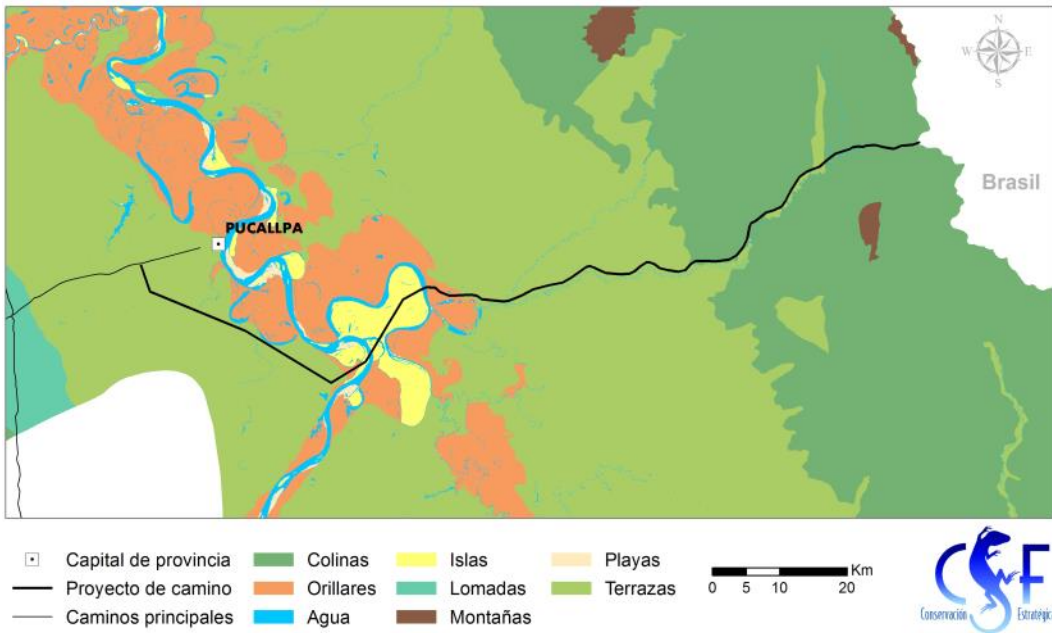 N
W E
S
Brasil
PUCALLPA
Capital de provincia
Proyecto de camino
Caminos principales
Colinas
Orillares
Agua
Islas
Lomadas
Montañas
Playas
Terrazas
Km
0 5 10 20
CSF
Conservación Estratégica